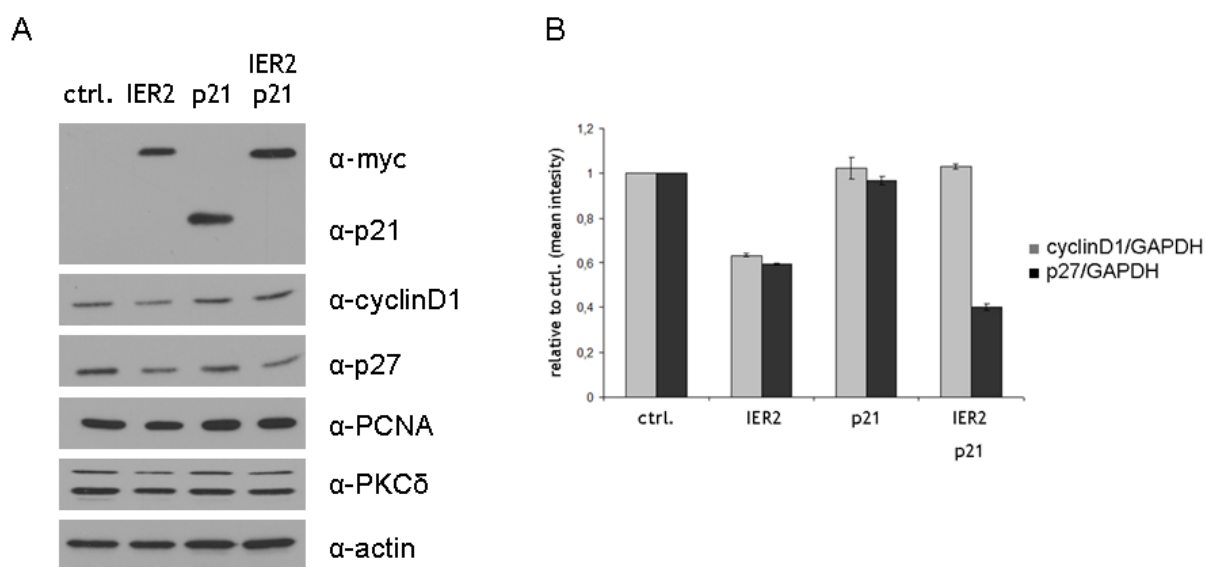 A
ctrl. IER2 p21 IER2 p21
α-myc
α-p21
α-cyclinD1
α-p27
α-PCNA
α-PKCδ
α-actin
B
relative to ctrl. (mean intesity)
1,2
1
0,8
0,6
0,4
0,2
0
ctrl. IER2 p21 IER2
p21
cyclinD1/GAPDH
p27/GAPDH